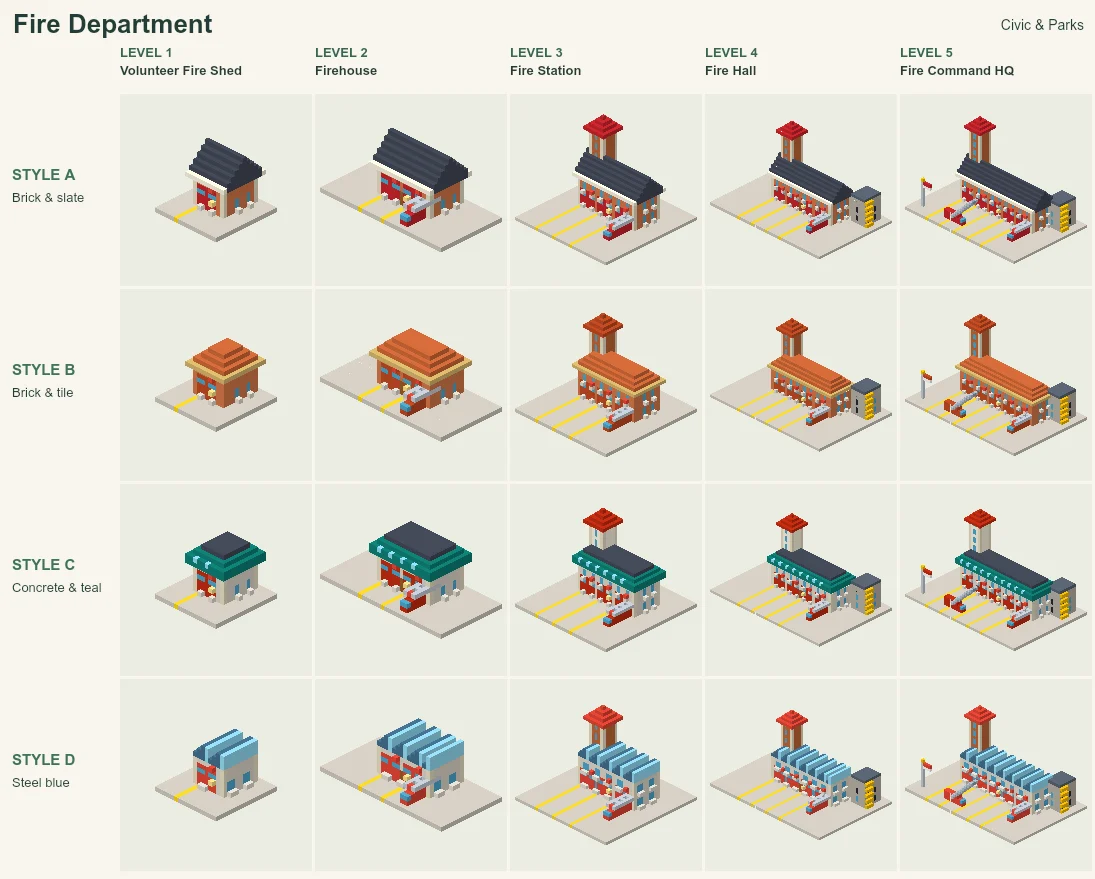 Fire Department
Civic & Parks
LEVEL 1
Volunteer Fire Shed
LEVEL 2
Firehouse
LEVEL 3
Fire Station
LEVEL 4
Fire Hall
LEVEL 5
Fire Command HQ
STYLE A
Brick & slate
STYLE B
Brick & tile
STYLE C
Concrete & teal
STYLE D
Steel blue